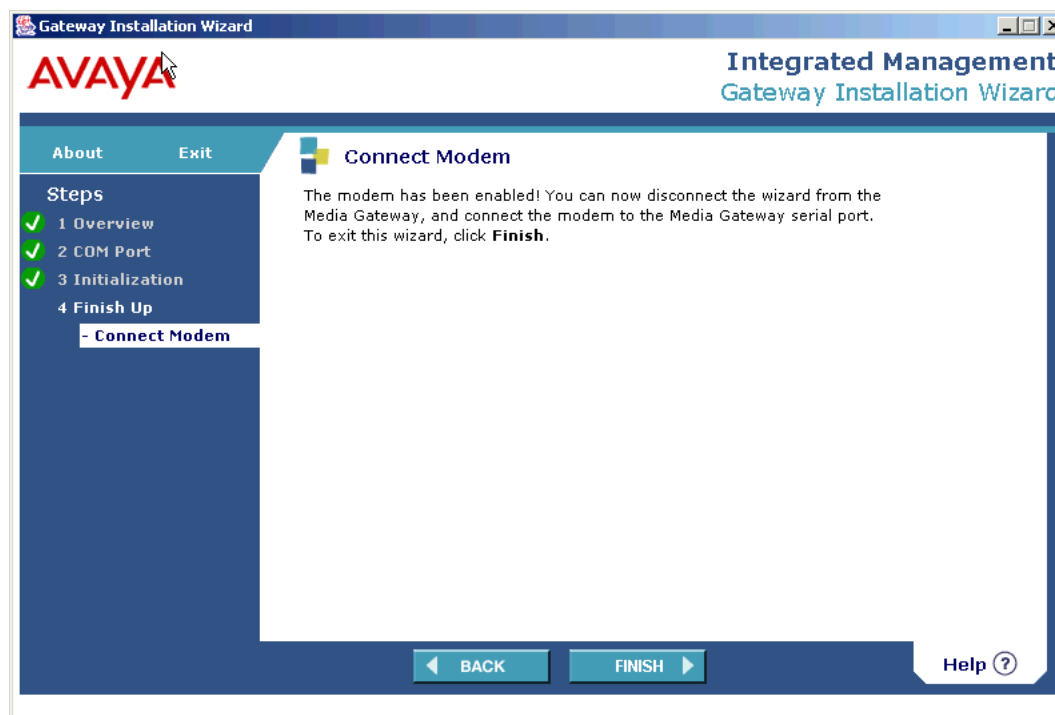 Gateway Installation Wizard
AVAYA
Integrated Management
Gateway Installation Wizard
About Exit
Steps
1 Overview
2 COM Port
3 Initialization
4 Finish Up
- Connect Modem
Connect Modem
The modem has been enabled! You can now disconnect the wizard from the
Media Gateway, and connect the modem to the Media Gateway serial port.
To exit this wizard, click Finish.
BACK
FINISH
Help ?